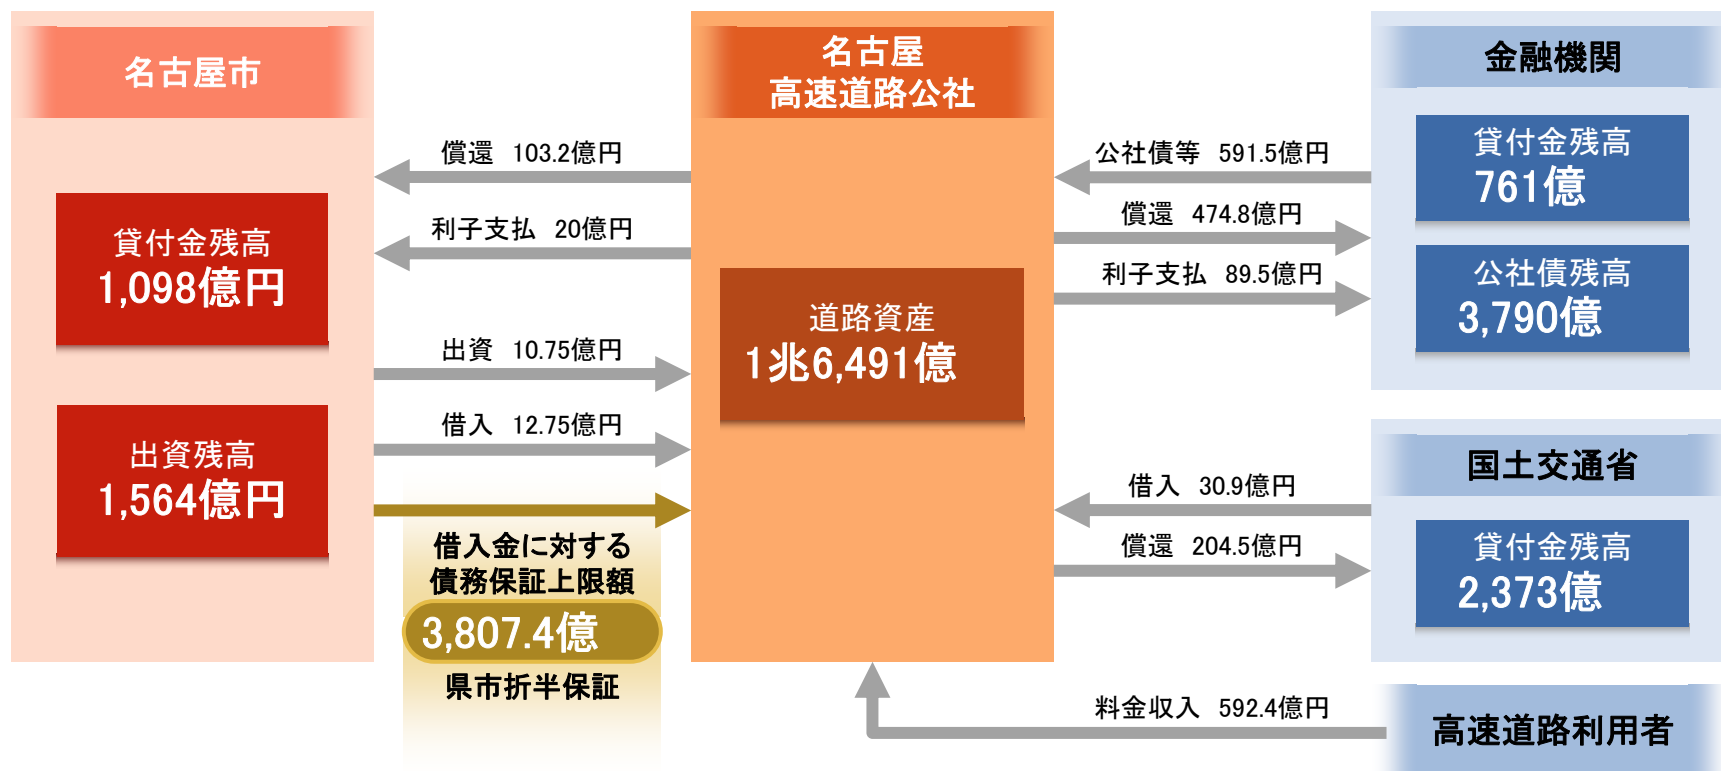 名古屋市
貸付金残高
1,098億円
出資残高
1,564億円
償還 103.2億円
利子支払 20億円
出資 10.75億円
借入 12.75億円
借入金に対する
債務保証上限額
3,807.4億
県市折半保証
名古屋
高速道路公社
道路資産
1兆6,491億
公社債等 591.5億円
償還 474.8億円
利子支払 89.5億円
借入 30.9億円
償還 204.5億円
料金収入 592.4億円
金融機関
貸付金残高
761億
公社債残高
3,790億
国土交通省
貸付金残高
2,373億
高速道路利用者